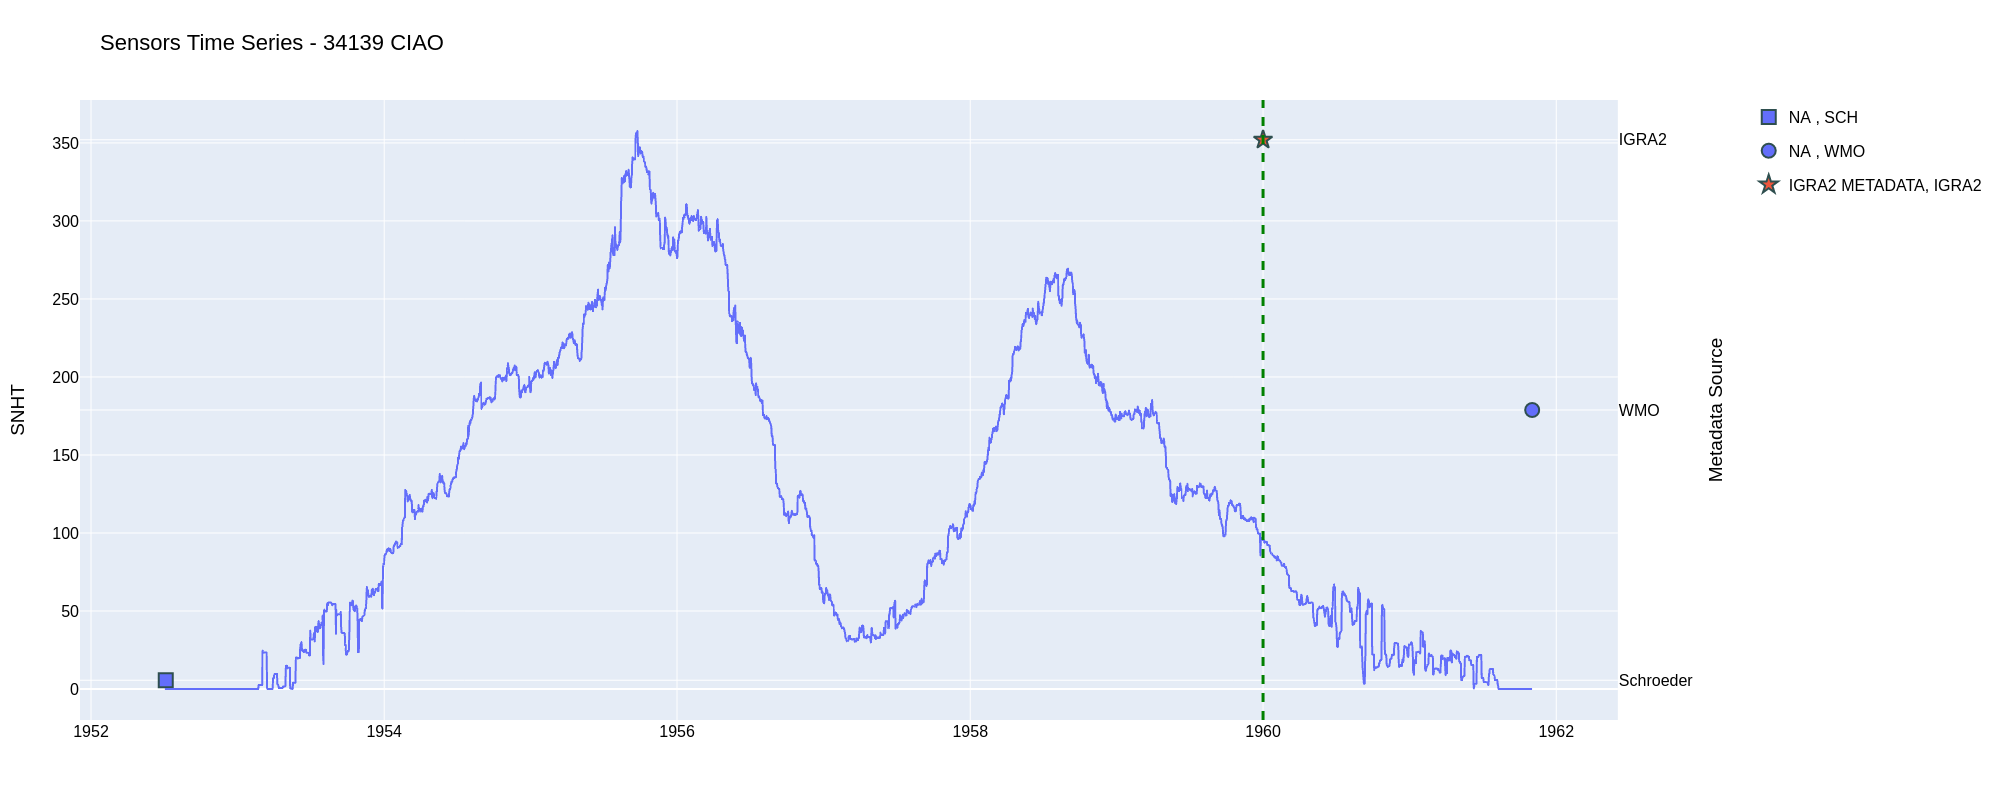 Sensors Time Series - 34139 CIAO
SNHT
350
300
250
200
150
100
50
0
1952
1954
1956
1958
1960
1962
IGRA2
WMO
Schroeder
Metadata Source
NA , SCH
NA , WMO
IGRA2 METADATA, IGRA2